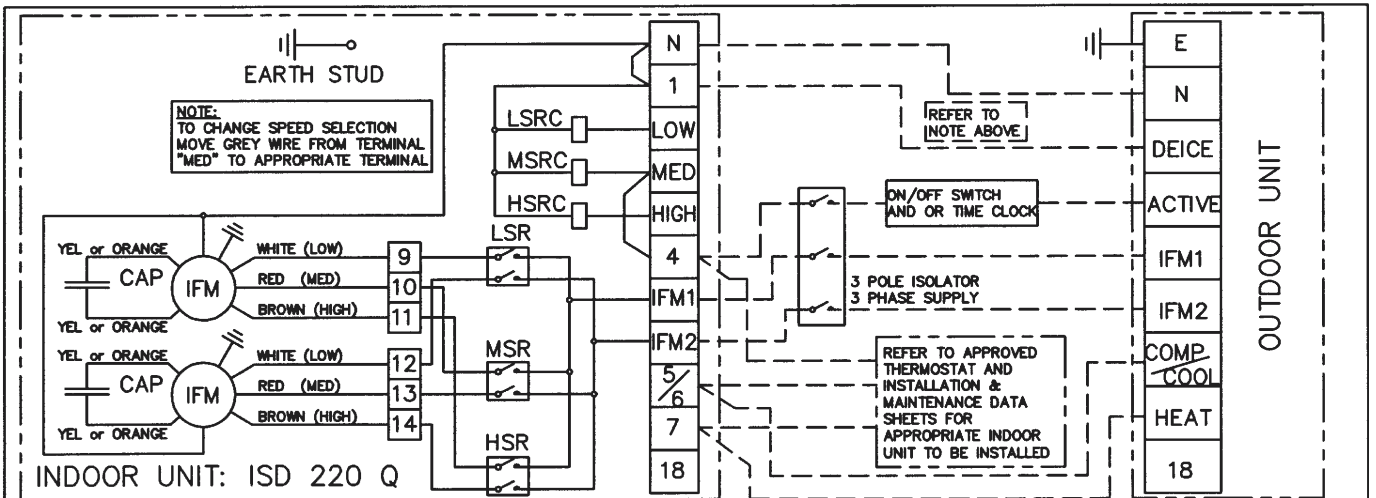 EARTH STUD
NOTE:
TO CHANGE SPEED SELECTION
MOVE GREY WIRE FROM TERMINAL
"MED" TO APPROPRIATE TERMINAL
LSRC
MSRC
HSRC
N
1
LOW
MED
HIGH
4
IFM1
IFM2
5/6
7
18
YEL or ORANGE
CAP
YEL or ORANGE
IFM
WHITE (LOW)
RED (MED)
BROWN (HIGH)
9
10
11
YEL or ORANGE
CAP
YEL or ORANGE
IFM
WHITE (LOW)
RED (MED)
BROWN (HIGH)
12
13
14
LSR
MSR
HSR
INDOOR UNIT: ISD 220 Q
REFER TO
NOTE ABOVE
ON/OFF SWITCH
AND OR TIME CLOCK
3 POLE ISOLATOR
3 PHASE SUPPLY
REFER TO APPROVED
THERMOSTAT AND
INSTALLATION &
MAINTENANCE DATA
SHEETS FOR
APPROPRIATE INDOOR
UNIT TO BE INSTALLED
E
N
DEICE
ACTIVE
IFM1
IFM2
COMP/COOL
HEAT
18
OUTDOOR UNIT